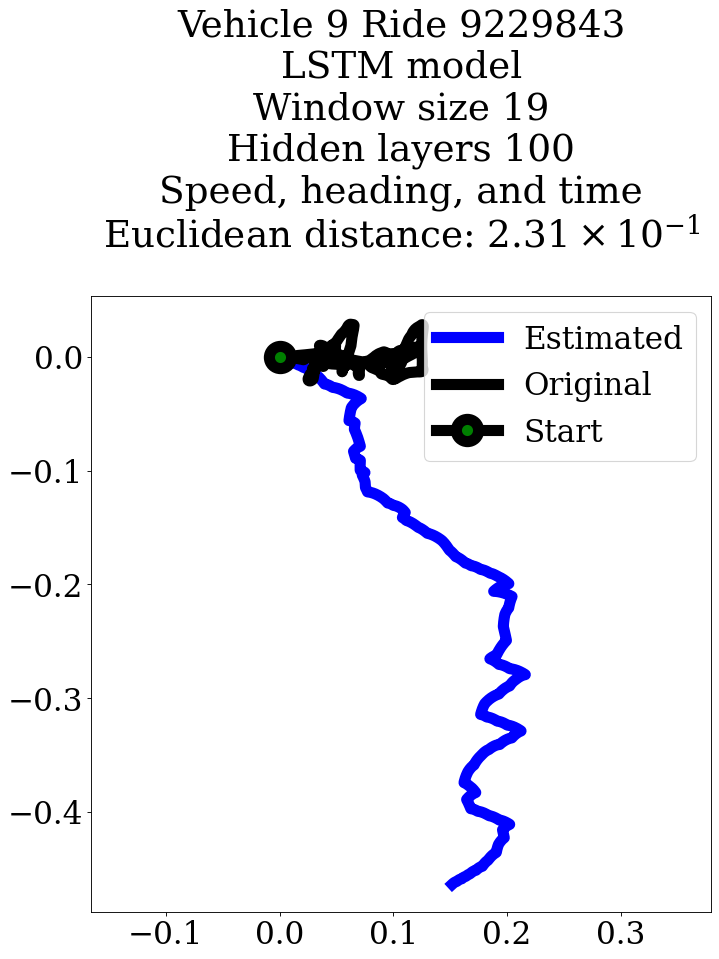 Vehicle 9 Ride 9229843
LSTM model
Window size 19
Hidden layers 100
Speed, heading, and time
Euclidean distance: 2.31 × 10⁻¹
Estimated
Original
Start
0.0
−0.1
−0.2
−0.3
−0.4
−0.1 0.0 0.1 0.2 0.3